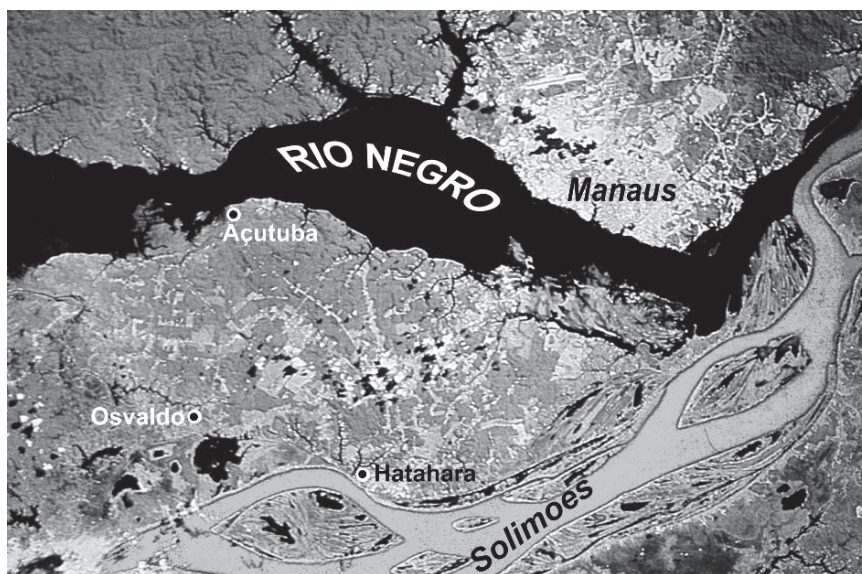 RIO NEGRO
Manaus
Açutuba
Osvaldo
Hatahara
Solimoes